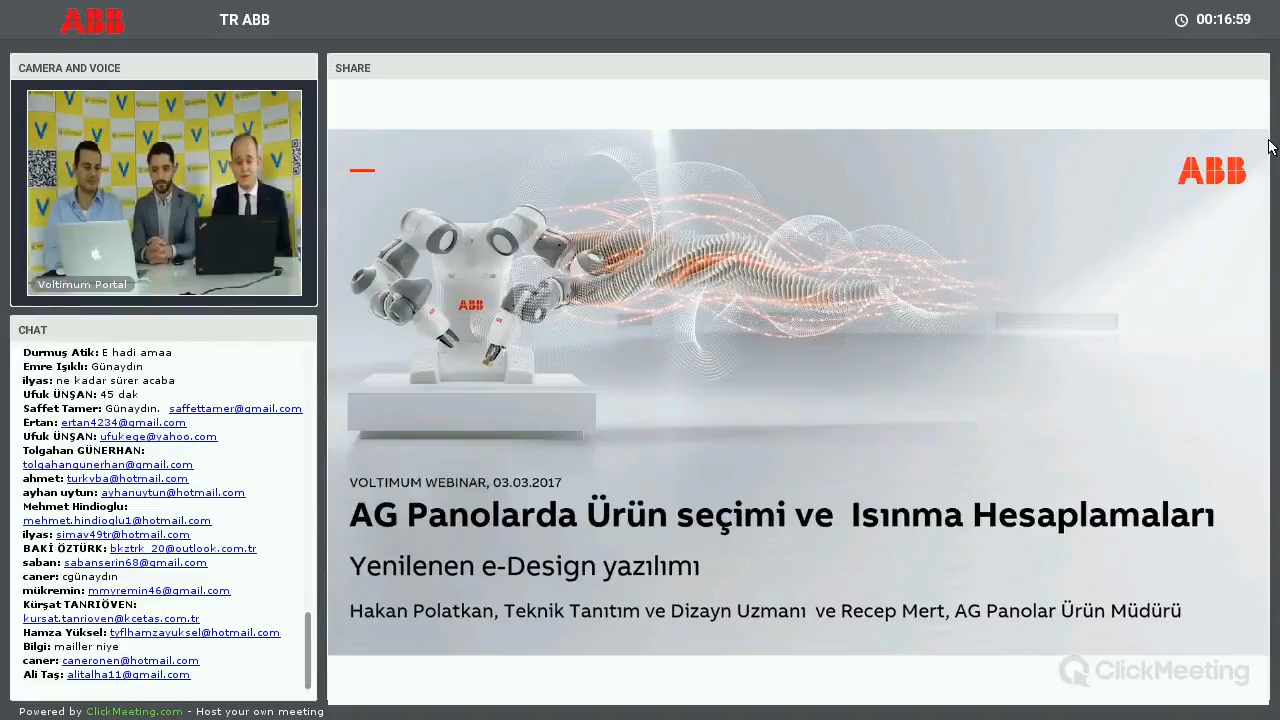 ABB
TR ABB
00:16:59
CAMERA AND VOICE
Voltimum Portal
CHAT
Durmuş Atik: E hadi amaa
Emre Işıklı: Günaydın
ilyas: ne kadar sürer acaba
Ufuk ÜNŞAN: 45 dak
Saffet Tamer: Günaydın. saffettamer@gmail.com
Ertan: ertan4234@gmail.com
Ufuk ÜNŞAN: ufukege@yahoo.com
Tolgahan GÜNERHAN:
tolgahangunerhan@gmail.com
ahmet: turkvba@hotmail.com
ayhan uytun: ayhanuytun@hotmail.com
Mehmet Hindioglu:
mehmet.hindioglu1@hotmail.com
ilyas: simav49tr@hotmail.com
BAKİ ÖZTÜRK: bkztrk_20@outlook.com.tr
saban: sabanserin68@gmail.com
caner: cgünaydın
mükremin: mmyremin46@gmail.com
Kürşat TANRIÖVEN:
kursat.tanrioven@kcetas.com.tr
Hamza Yüksel: tyflhamzayuksel@hotmail.com
Bilgi: mailler niye
caner: caneronen@hotmail.com
Ali Taş: alitalha11@gmail.com
Powered by ClickMeeting.com - Host your own meeting
SHARE
ABB
ABB
VOLTIMUM WEBINAR, 03.03.2017
AG Panolarda Ürün seçimi ve Isınma Hesaplamaları
Yenilenen e-Design yazılımı
Hakan Polatkan, Teknik Tanıtım ve Dizayn Uzmanı ve Recep Mert, AG Panolar Ürün Müdürü
ClickMeeting